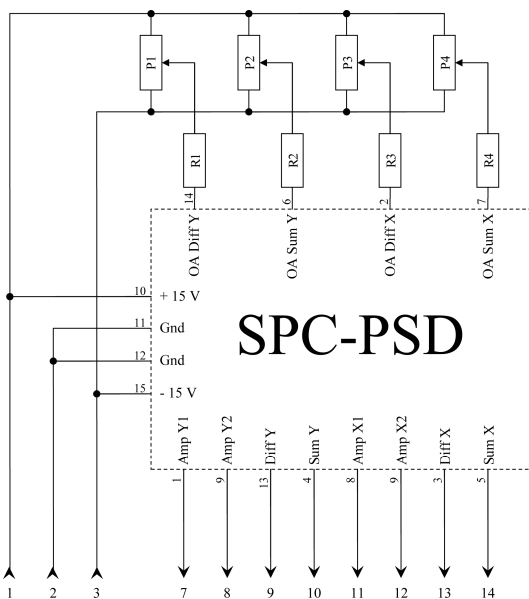 P1 P2 P3 P4
R1 R2 R3 R4
14 6 2 7
OA Diff Y OA Sum Y OA Diff X OA Sum X
10 + 15 V
11 Gnd
12 Gnd
15 - 15 V
SPC-PSD
Amp Y1 Amp Y2 Diff Y Sum Y Amp X1 Amp X2 Diff X Sum X
1 9 13 4 8 9 3 5
1 2 3 7 8 9 10 11 12 13 14